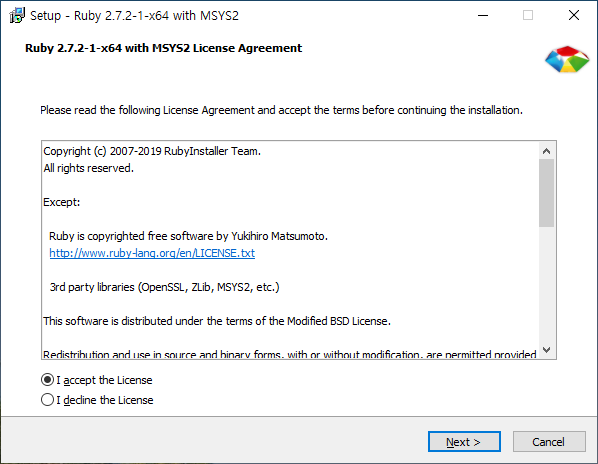 Setup - Ruby 2.7.2-1-x64 with MSYS2
Ruby 2.7.2-1-x64 with MSYS2 License Agreement
Please read the following License Agreement and accept the terms before continuing the installation.
Copyright (c) 2007-2019 RubyInstaller Team.
All rights reserved.
Except:
Ruby is copyrighted free software by Yukihiro Matsumoto.
http://www.ruby-lang.org/en/LICENSE.txt
3rd party libraries (OpenSSL, ZLib, MSYS2, etc.)
This software is distributed under the terms of the Modified BSD License.
Redistribution and use in source and binary forms, with or without modification, are permitted provided
I accept the License
I decline the License
Next >
Cancel